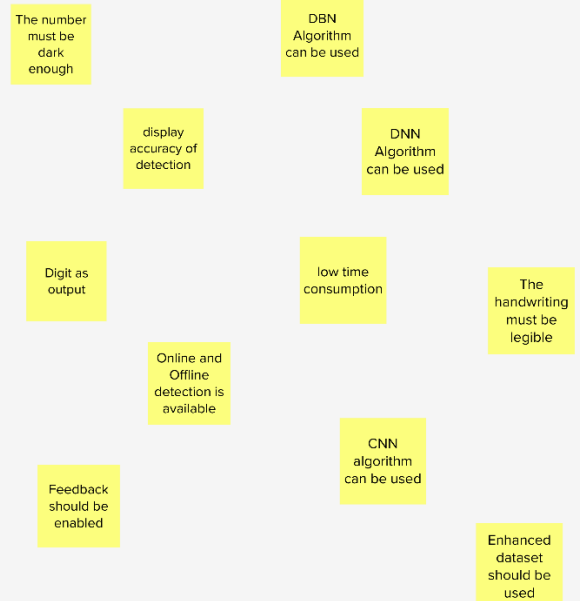 The number
must be
dark
enough
DBN
Algorithm
can be used
display
accuracy of
detection
DNN
Algorithm
can be used
Digit as
output
low time
consumption
The
handwriting
must be
legible
Online and
Offline
detection is
available
CNN
algorithm
can be used
Feedback
should be
enabled
Enhanced
dataset
should be
used